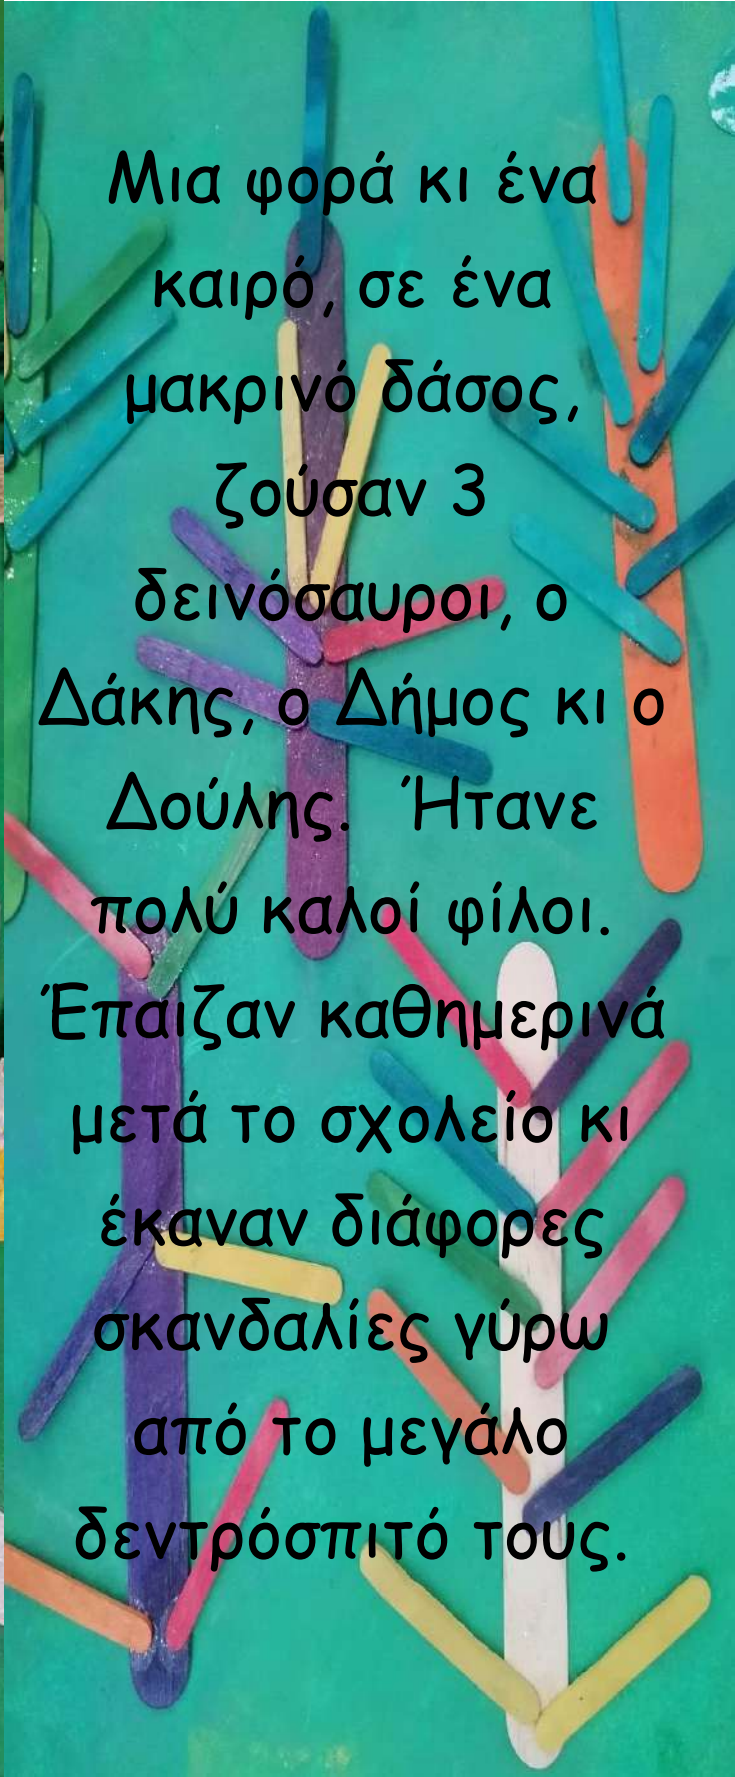 Μια φορά κι ένα
καιρό, σε ένα
μακρινό δάσος,
ζούσαν 3
δεινόσαυροι, ο
Δάκης, ο Δήμος κι ο
Δούλης.  Ήτανε
πολύ καλοί φίλοι.
Έπαιζαν καθημερινά
μετά το σχολείο κι
έκαναν διάφορες
σκανδαλίες γύρω
από το μεγάλο
δεντρόσπιτό τους.